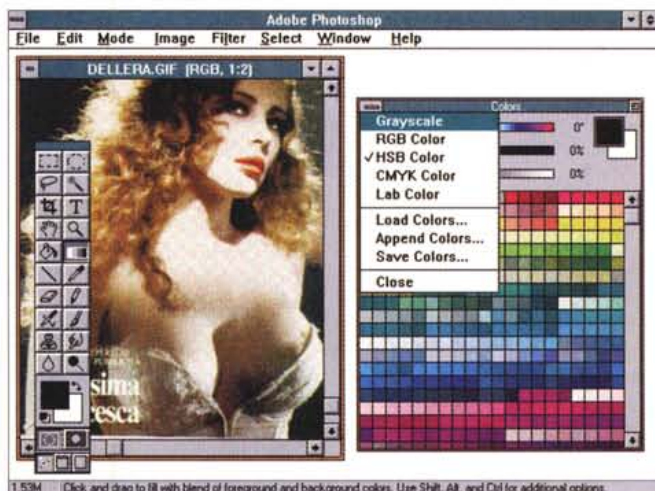 Adobe Photoshop
File Edit Mode Image Filter Select Window Help
DELLERA.GIF (RGB, 1:2)
T
sima
resca
Colors
Grayscale
RGB Color
✓HSB Color
CMYK Color
Lab Color
Load Colors...
Append Colors...
Save Colors...
Close
0°
0%
0%
1.53M Click and drag to fill with blend of foreground and background colors. Use Shift, Alt, and Ctrl for additional options.